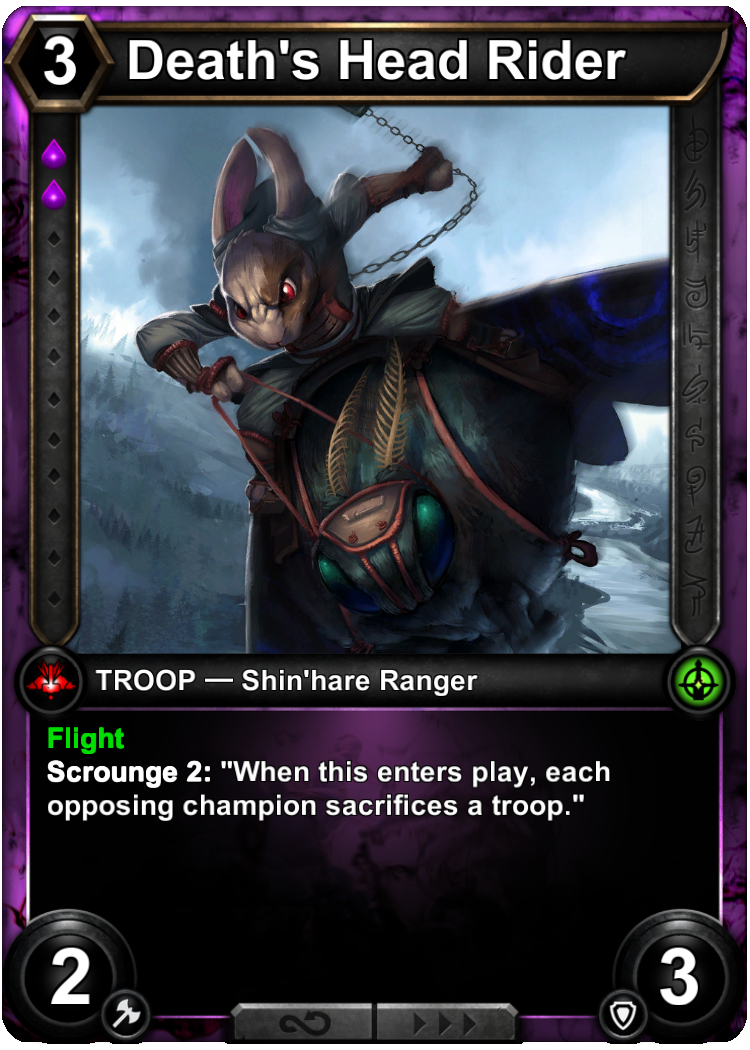 3 Death's Head Rider
TROOP — Shin'hare Ranger
Flight
Scrounge 2: "When this enters play, each
opposing champion sacrifices a troop."
2 3